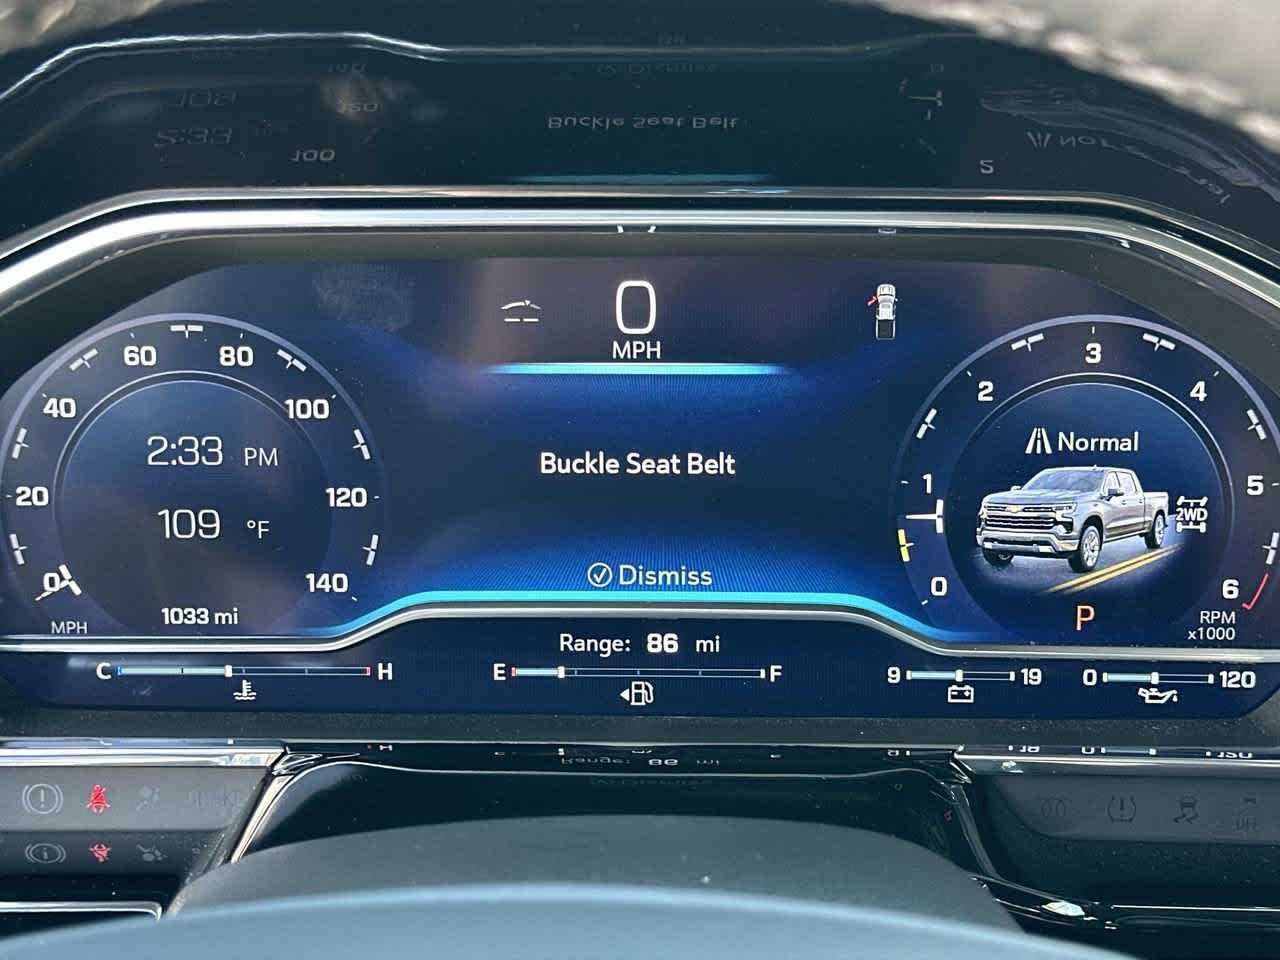 0
MPH
60 80
40 100
20 120
0 140
MPH
2:33 PM
109 °F
1033 mi
Buckle Seat Belt
Dismiss
3
2 4
1 5
0 6
Normal
2WD
P
RPM
x1000
Range: 86 mi
C H
E F
9 19
0 120